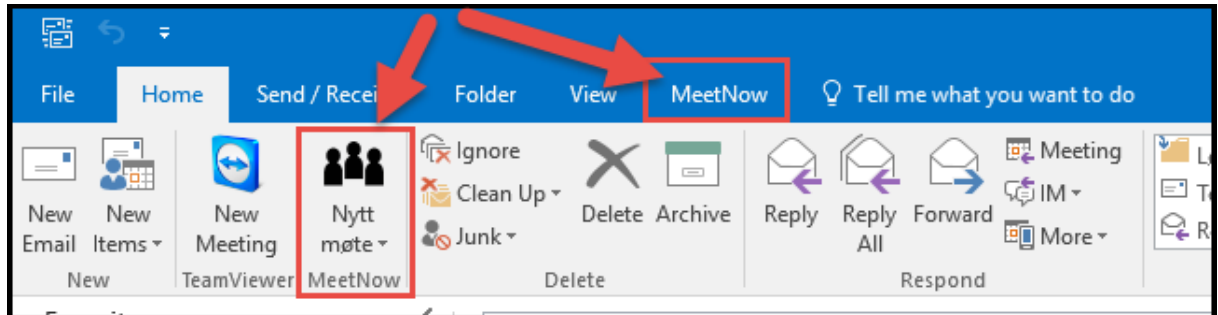 File Home Send / Folder View MeetNow Tell me what you want to do
New Email
New Items
New Meeting
Nytt møte
Ignore
Clean Up
Junk
Delete
Archive
Reply
Reply All
Forward
Meeting
IM
More
New
TeamViewer
MeetNow
Delete
Respond